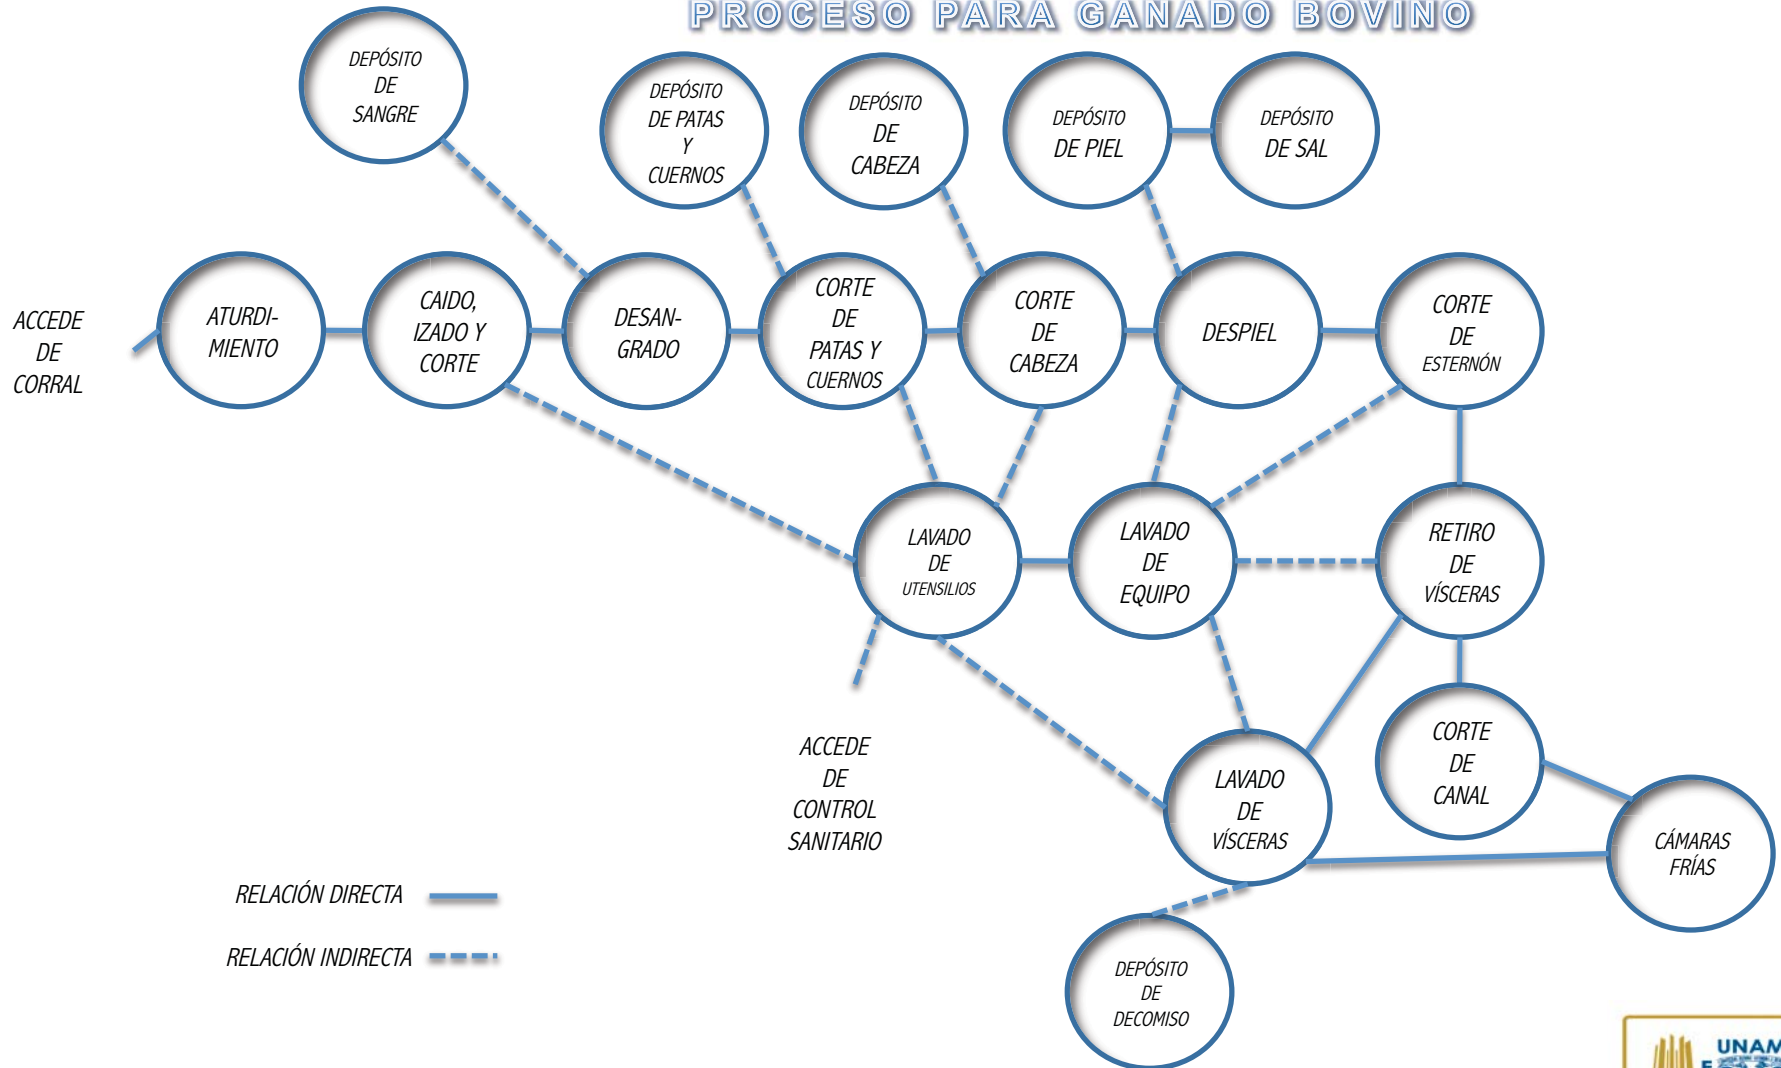 PROCESO PARA GANADO BOVINO
DEPÓSITO
DE
SANGRE
DEPÓSITO
DE PATAS
Y
CUERNOS
DEPÓSITO
DE
CABEZA
DEPÓSITO
DE PIEL
DEPÓSITO
DE SAL
ACCEDE
DE
CORRAL
ATURDI-
MIENTO
CAIDO,
IZADO Y
CORTE
DESAN-
GRADO
CORTE
DE
PATAS Y
CUERNOS
CORTE
DE
CABEZA
DESPIEL
CORTE
DE
ESTERNÓN
LAVADO
DE
UTENSILIOS
LAVADO
DE
EQUIPO
RETIRO
DE
VÍSCERAS
ACCEDE
DE
CONTROL
SANITARIO
LAVADO
DE
VÍSCERAS
CORTE
DE
CANAL
CÁMARAS
FRÍAS
RELACIÓN DIRECTA
RELACIÓN INDIRECTA
DEPÓSITO
DE
DECOMISO
UNAM